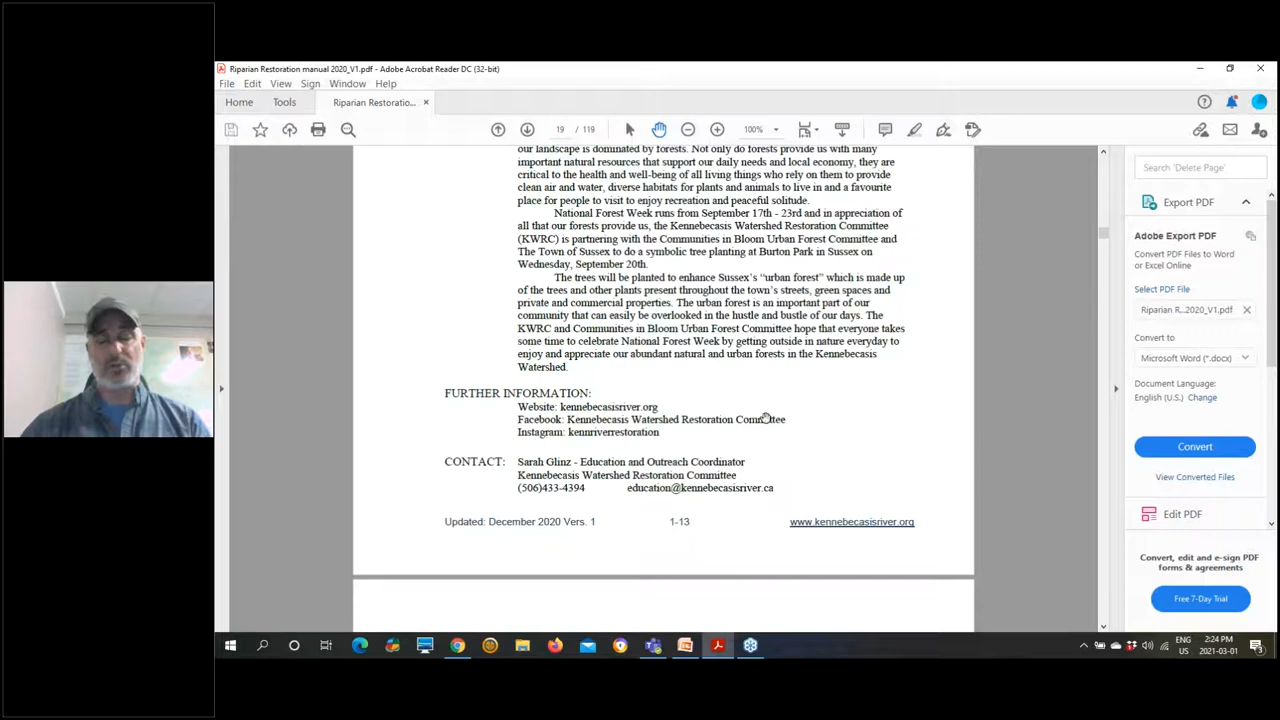 Riparian Restoration manual 2020_V1.pdf - Adobe Acrobat Reader DC (32-bit)
File Edit View Sign Window Help
Home Tools Riparian Restoratio... ×
19 / 119 100%
Search 'Delete Page'
our landscape is dominated by forests. Not only do forests provide us with many
important natural resources that support our daily needs and local economy, they are
critical to the health and well-being of all living things who rely on them to provide
clean air and water, diverse habitats for plants and animals to live in and a favourite
place for people to visit to enjoy recreation and peaceful solitude.
National Forest Week runs from September 17th - 23rd and in appreciation of
all that our forests provide us, the Kennebecasis Watershed Restoration Committee
(KWRC) is partnering with the Communities in Bloom Urban Forest Committee and
The Town of Sussex to do a symbolic tree planting at Burton Park in Sussex on
Wednesday, September 20th.
The trees will be planted to enhance Sussex's “urban forest” which is made up
of the trees and other plants present throughout the town's streets, green spaces and
private and commercial properties. The urban forest is an important part of our
community that can easily be overlooked in the hustle and bustle of our days. The
KWRC and Communities in Bloom Urban Forest Committee hope that everyone takes
some time to celebrate National Forest Week by getting outside in nature everyday to
enjoy and appreciate our abundant natural and urban forests in the Kennebecasis
Watershed.
FURTHER INFORMATION:
Website: kennebecasisriver.org
Facebook: Kennebecasis Watershed Restoration Committee
Instagram: kennriverrestoration
CONTACT: Sarah Glinz - Education and Outreach Coordinator
Kennebecasis Watershed Restoration Committee
(506)433-4394 education@kennebecasisriver.ca
Updated: December 2020 Vers. 1 1-13 www.kennebecasisriver.org
Export PDF
Adobe Export PDF
Convert PDF Files to Word
or Excel Online
Select PDF File
Riparian R...2020_V1.pdf ×
Convert to
Microsoft Word (*.docx)
Document Language:
English (U.S.) Change
Convert
View Converted Files
Edit PDF
Convert, edit and e-sign PDF
forms & agreements
Free 7-Day Trial
ENG 2:24 PM
US 2021-03-01
3